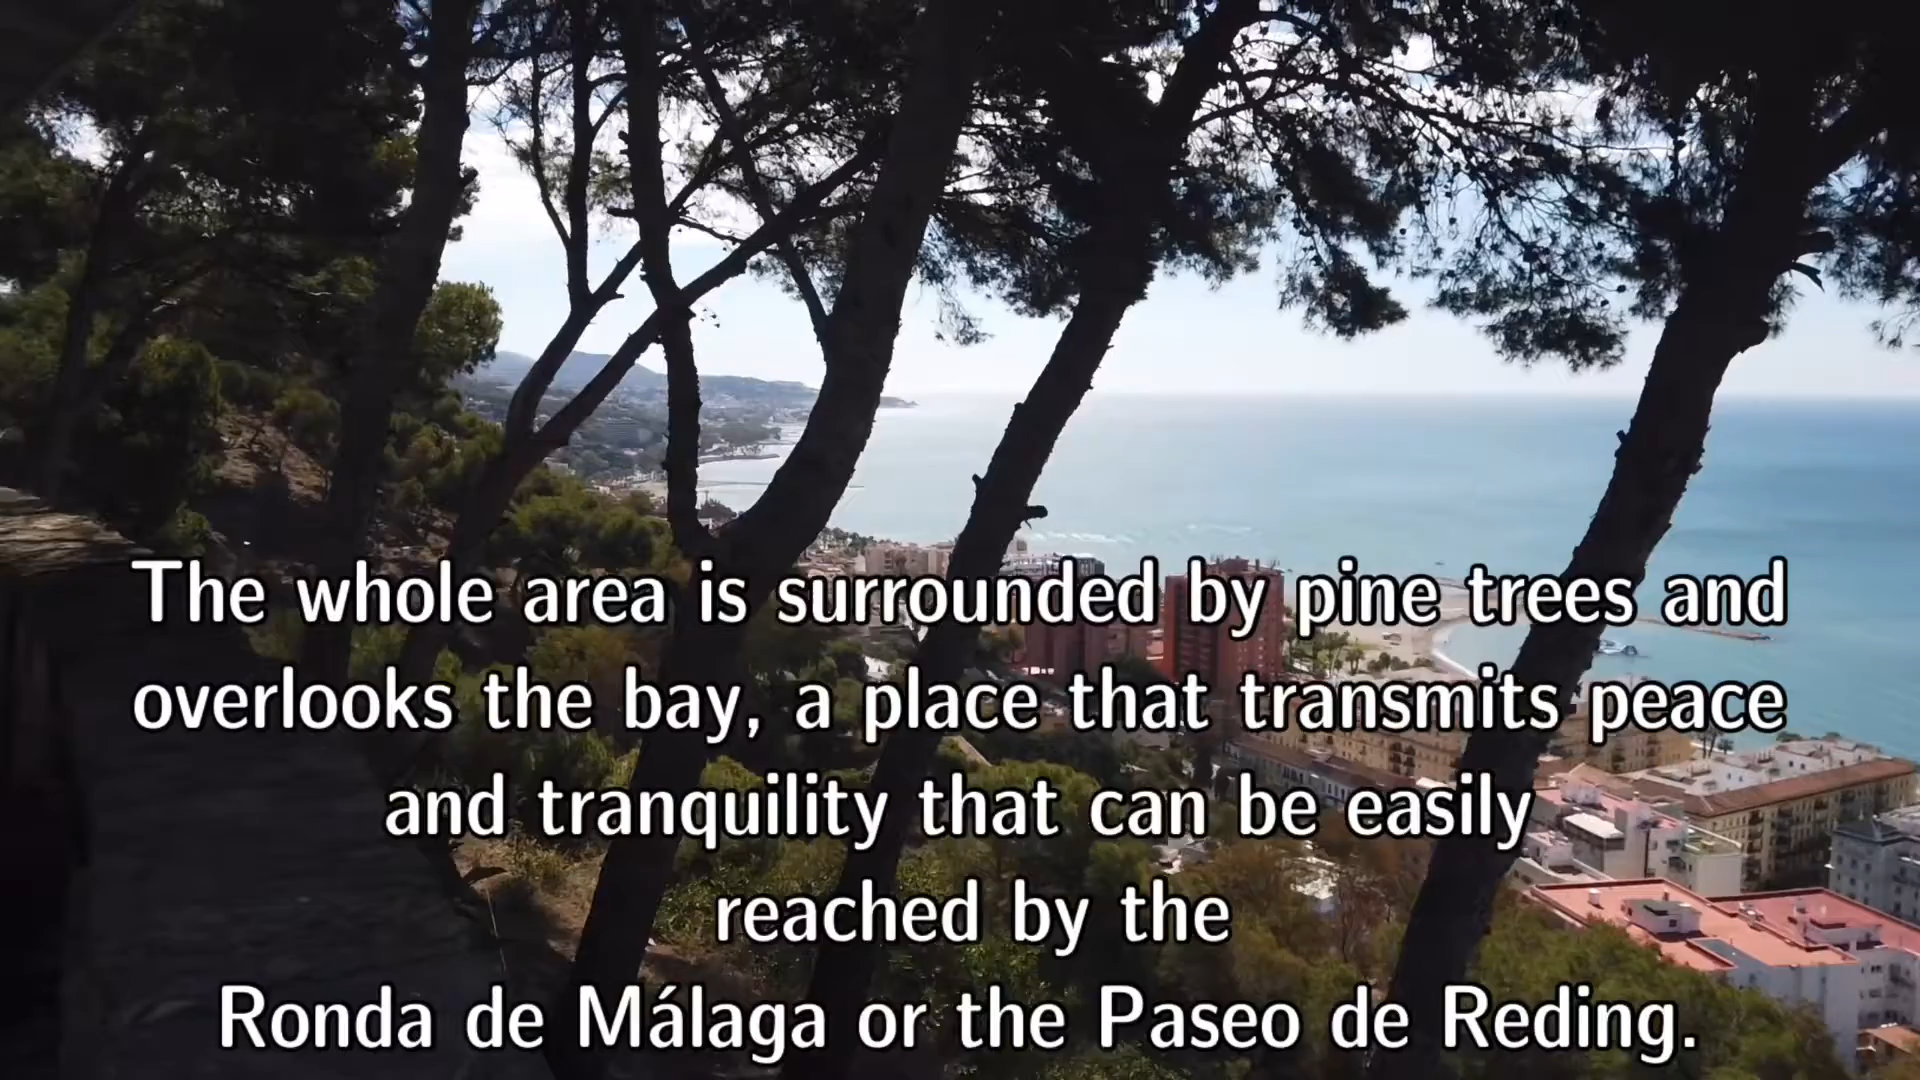 The whole area is surrounded by pine trees and
overlooks the bay, a place that transmits peace
and tranquility that can be easily
reached by the
Ronda de Málaga or the Paseo de Reding.